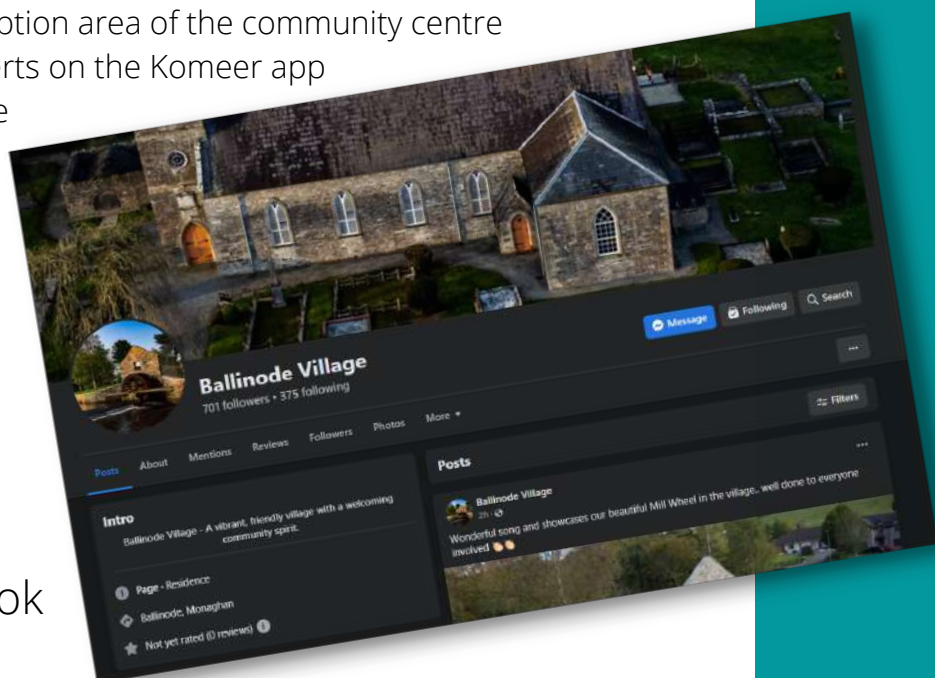 ption area of the community centre
erts on the Komeer app
e
Message
Following
Search
Ballinode Village
701 followers • 375 following
...
Posts
About
Mentions
Reviews
Followers
Photos
More
Filters
Intro
Ballinode Village - A vibrant, friendly village with a welcoming
community spirit.
Page · Residence
Ballinode, Monaghan
Not yet rated (0 reviews)
Posts
Ballinode Village
...
2h ·
Wonderful song and showcases our beautiful Mill Wheel in the village.. well done to everyone
involved 👏🏻👏🏻
ok